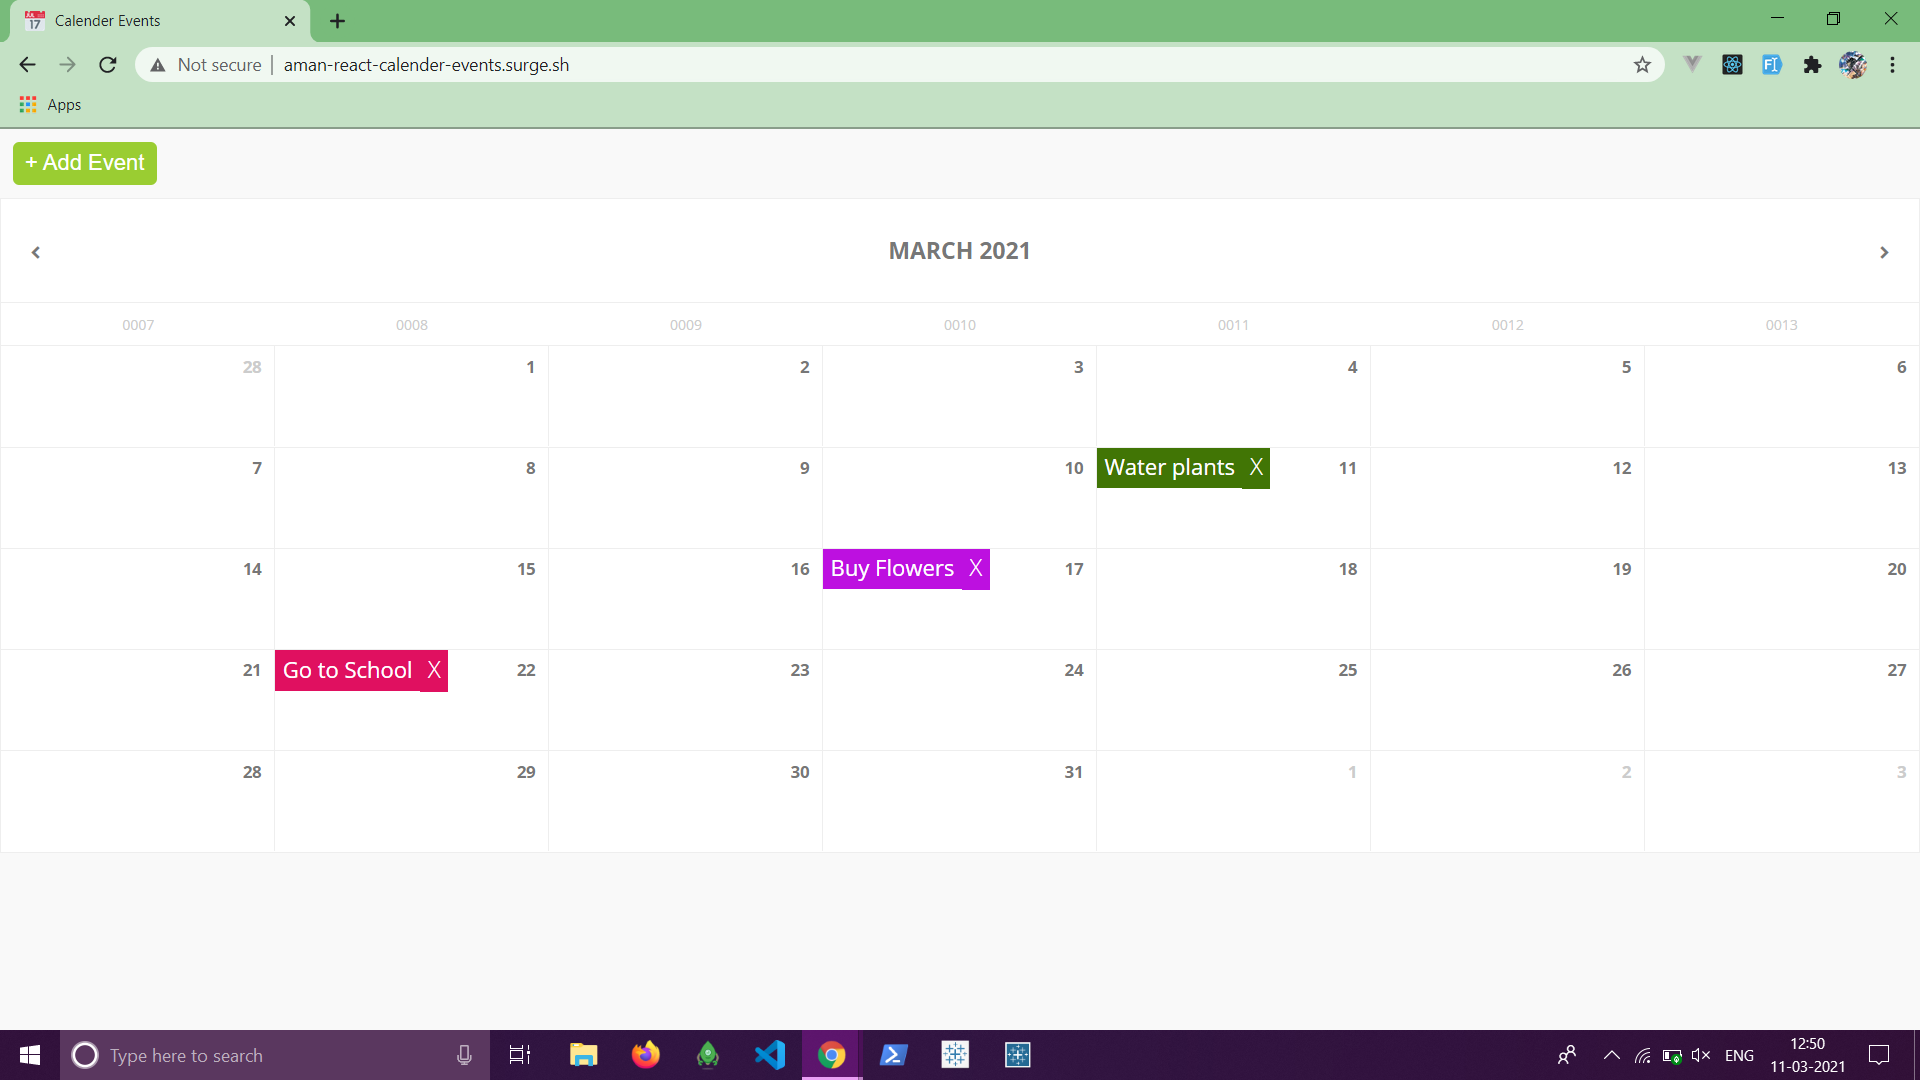 Calender Events
Not secure | aman-react-calender-events.surge.sh
Apps
+ Add Event
MARCH 2021
0007 0008 0009 0010 0011 0012 0013
28 1 2 3 4 5 6
7 8 9 10 Water plants X 11 12 13
14 15 16 Buy Flowers X 17 18 19 20
21 Go to School X 22 23 24 25 26 27
28 29 30 31 1 2 3
Type here to search
ENG
12:50
11-03-2021